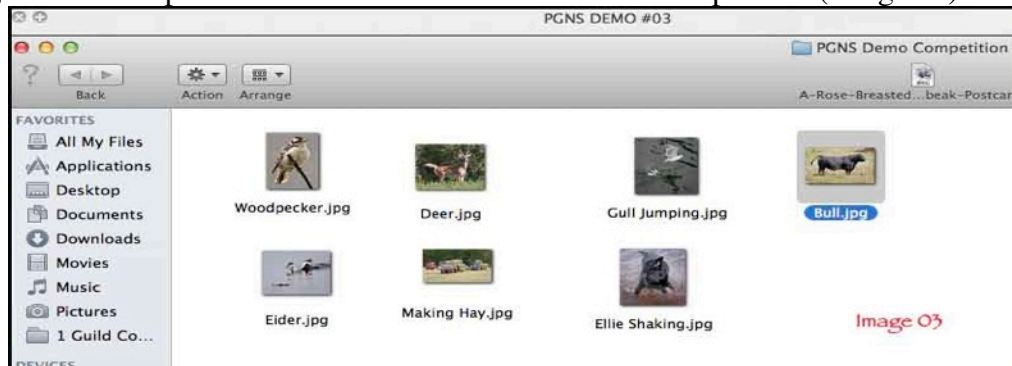 PGNS DEMO #03
PGNS Demo Competition
?
Back
Action
Arrange
A-Rose-Breasted...beak-Postcar
FAVORITES
All My Files
Applications
Desktop
Documents
Downloads
Movies
Music
Pictures
1 Guild Co...
Woodpecker.jpg
Deer.jpg
Gull Jumping.jpg
Bull.jpg
Eider.jpg
Making Hay.jpg
Ellie Shaking.jpg
Image 03